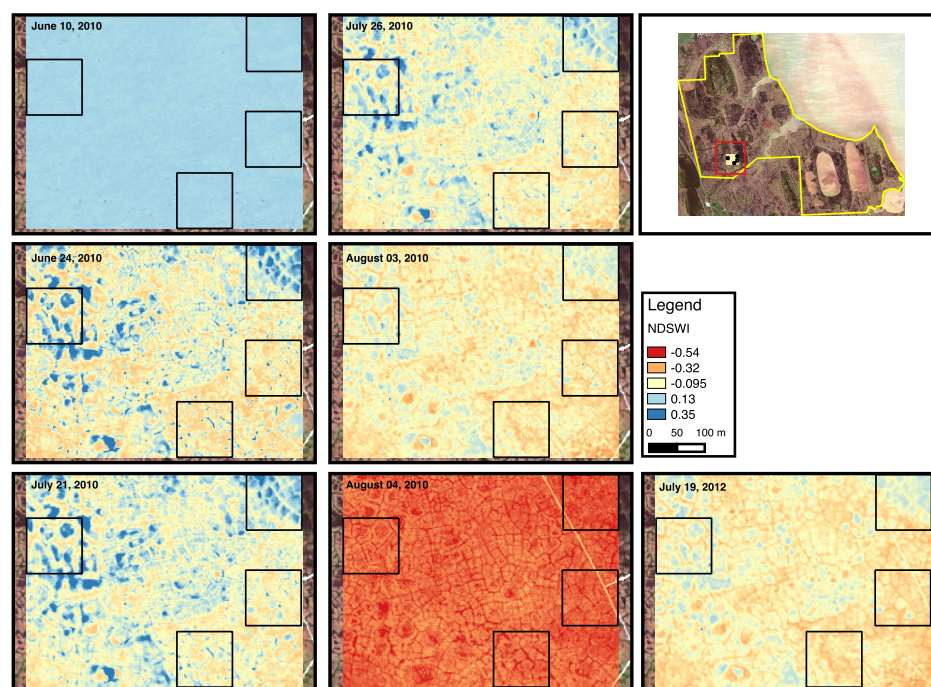 June 10, 2010
July 26, 2010
June 24, 2010
August 03, 2010
Legend
NDSWI
-0.54
-0.32
-0.095
0.13
0.35
0 50 100 m
July 21, 2010
August 04, 2010
July 19, 2012